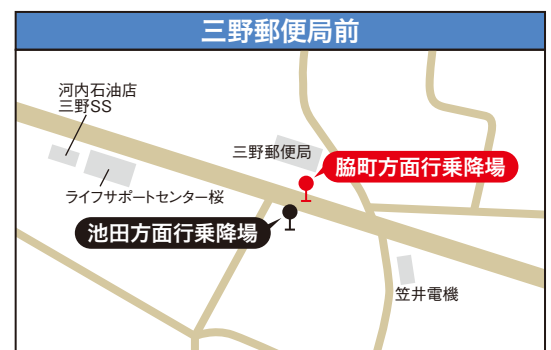 三野郵便局前
河内石油店
三野SS
三野郵便局
脇町方面行乗降場
ライフサポートセンター桜
池田方面行乗降場
笠井電機